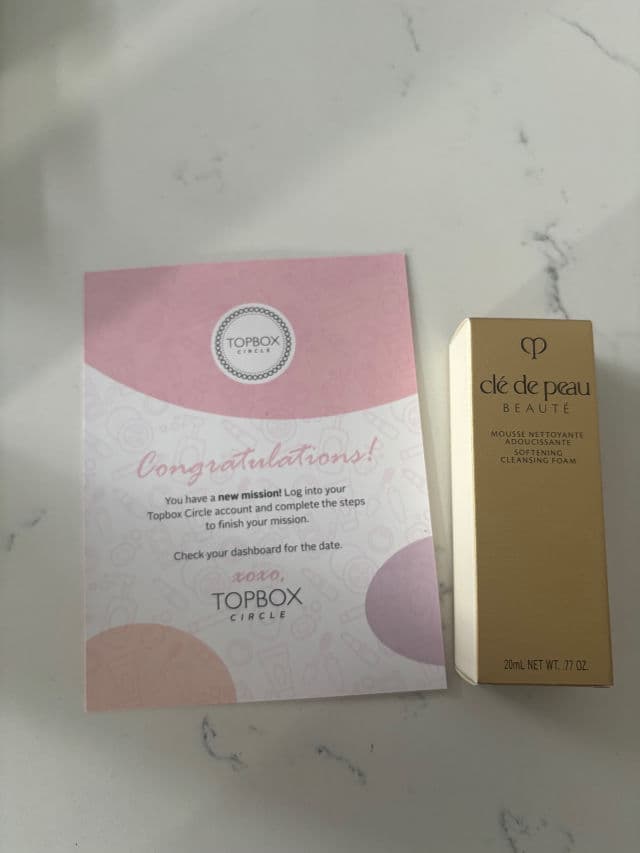 TOPBOX
CIRCLE
Congratulations!
You have a new mission! Log into your
Topbox Circle account and complete the steps
to finish your mission.
Check your dashboard for the date.
xoxo,
TOPBOX
CIRCLE
clé de peau
BEAUTÉ
MOUSSE NETTOYANTE
ADOUCISSANTE
SOFTENING
CLEANSING FOAM
20mL NET WT. .77 OZ.